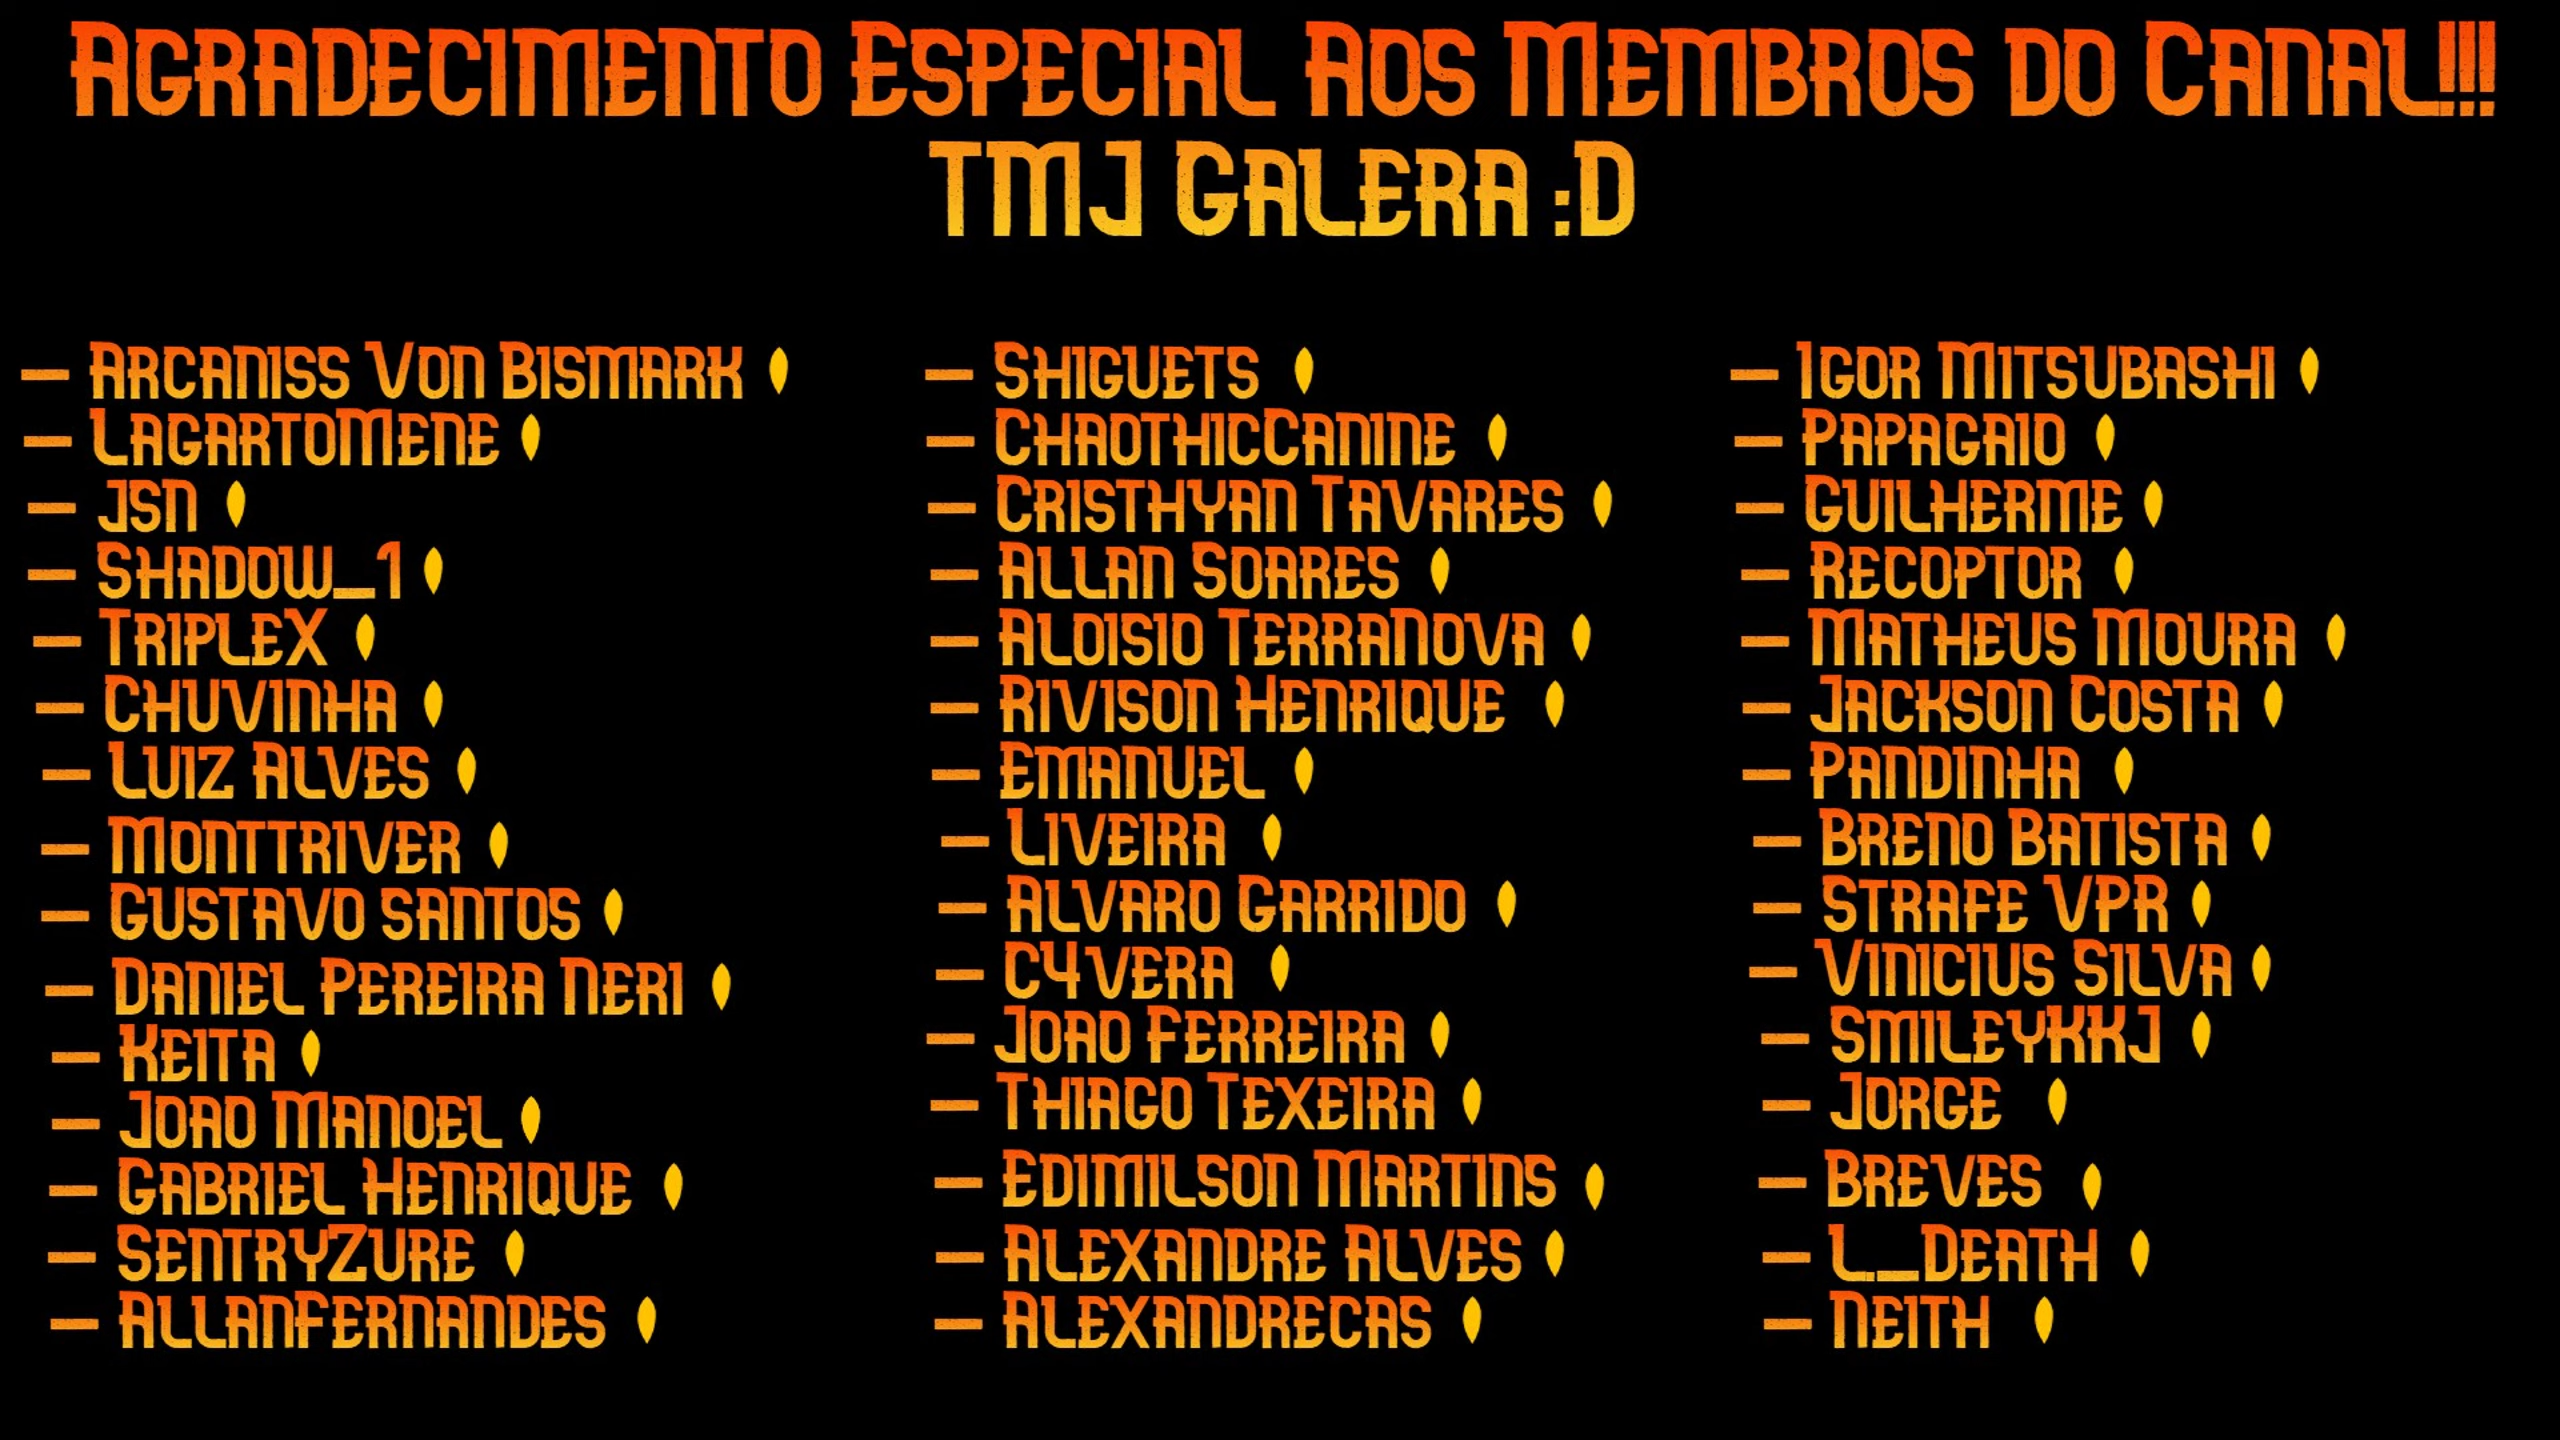 Agradecimento Especial Aos Membros do Canal!!!
TMJ Galera :D
— Arcaniss Von Bismark
— LagartoMene
— JSN
— Shadow_1
— TripleX
— Chuvinha
— Luiz Alves
— Monttriver
— Gustavo santos
— Daniel Pereira Neri
— Keita
— Joao Manoel
— Gabriel Henrique
— SentryZure
— AllanFernandes
— Shiguets
— ChaothicCanine
— Cristhyan Tavares
— Allan Soares
— Aloisio TerraNova
— Rivison Henrique
— Emanuel
— Liveira
— Alvaro Garrido
— C4vera
— Joao Ferreira
— Thiago Texeira
— Edimilson Martins
— Alexandre Alves
— Alexandrecas
— Igor Mitsubashi
— Papagaio
— Guilherme
— Recoptor
— Matheus Moura
— Jackson Costa
— Pandinha
— Breno Batista
— Strafe VPR
— Vinicius Silva
— SmileyKKJ
— Jorge
— Breves
— L_Death
— Neith